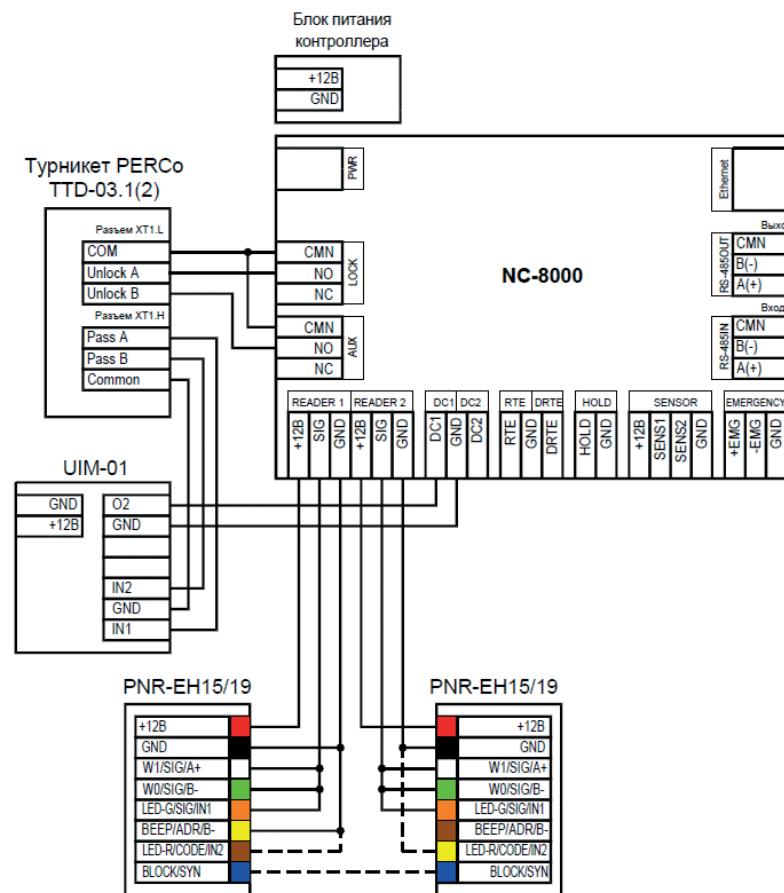 Блок питания
контроллера
+12В
GND
Турникет PERCo
TTD-03.1(2)
Разъем XT1.L
COM
Unlock A
Unlock B
Разъем XT1.H
Pass A
Pass B
Common
PWR
CMN
NO
NC
LOCK
CMN
NO
NC
AUX
NC-8000
Ethernet
RS-485OUT
CMN
B(-)
A(+)
RS-485IN
CMN
B(-)
A(+)
READER 1
READER 2
DC1
DC2
RTE
DRTE
HOLD
SENSOR
EMERGENCY
+12В
SIG
GND
+12В
SIG
GND
DC1
GND
DC2
RTE
GND
DRTE
HOLD
GND
+12В
SENS1
SENS2
GND
+EMG
-EMG
GND
UIM-01
GND
+12В
O2
GND
IN2
GND
IN1
PNR-EH15/19
+12В
GND
W1/SIG/A+
W0/SIG/B-
LED-G/SIG/IN1
BEEP/ADR/B-
LED-R/CODE/IN2
BLOCK/SYN
PNR-EH15/19
+12В
GND
W1/SIG/A+
W0/SIG/B-
LED-G/SIG/IN1
BEEP/ADR/B-
LED-R/CODE/IN2
BLOCK/SYN